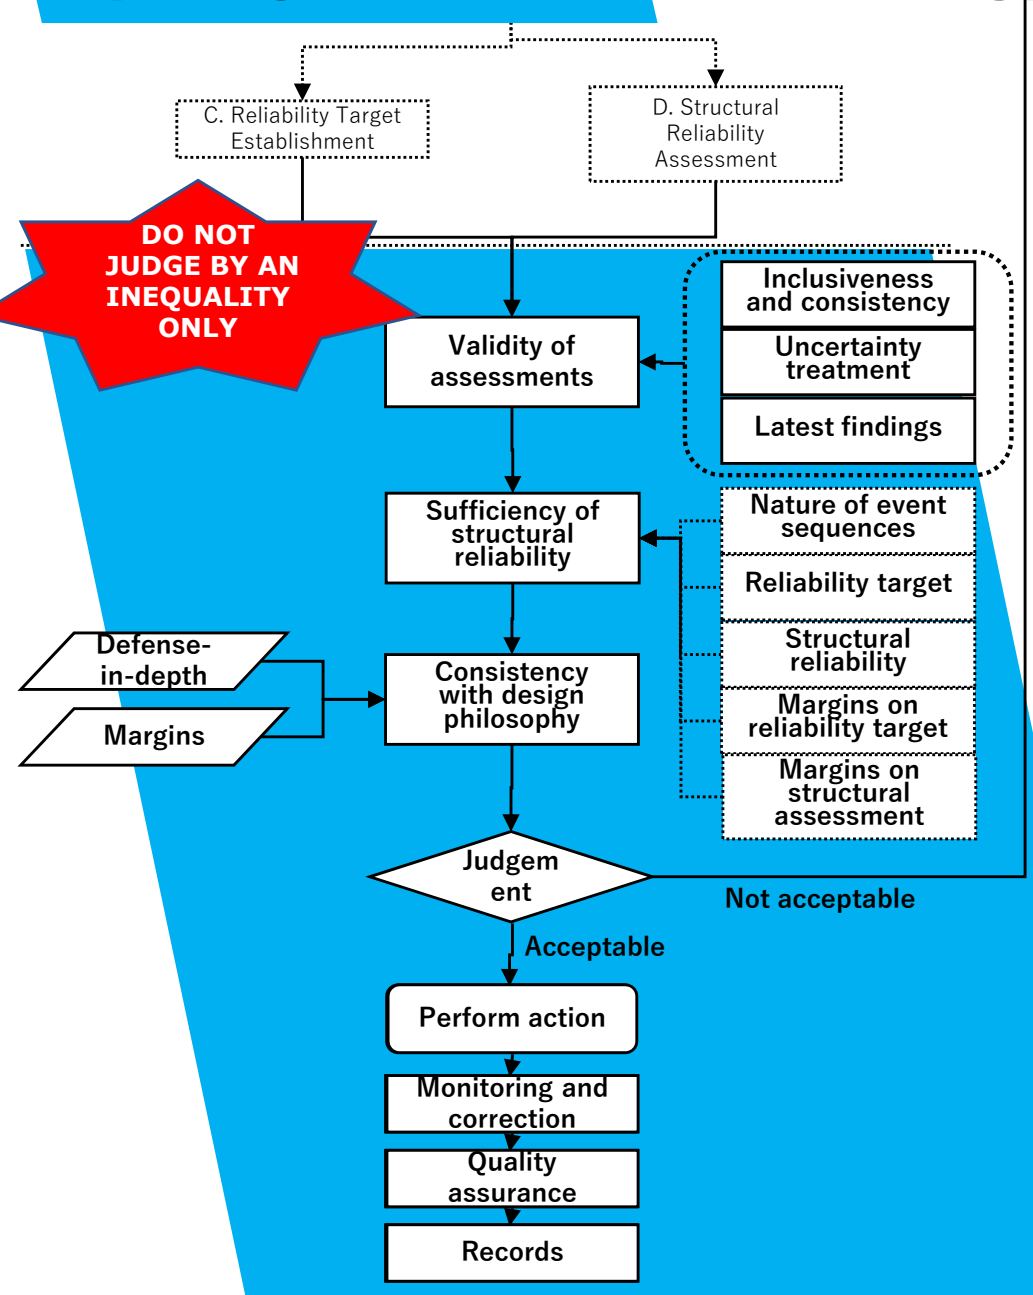 C. Reliability Target
Establishment
D. Structural
Reliability
Assessment
DO NOT
JUDGE BY AN
INEQUALITY
ONLY
Inclusiveness
and consistency
Validity of
assessments
Uncertainty
treatment
Latest findings
Sufficiency of
structural
reliability
Nature of event
sequences
Reliability target
Structural
reliability
Defense-
in-depth
Margins
Consistency
with design
philosophy
Margins on
reliability target
Margins on
structural
assessment
Judgem
ent
Not acceptable
Acceptable
Perform action
Monitoring and
correction
Quality
assurance
Records